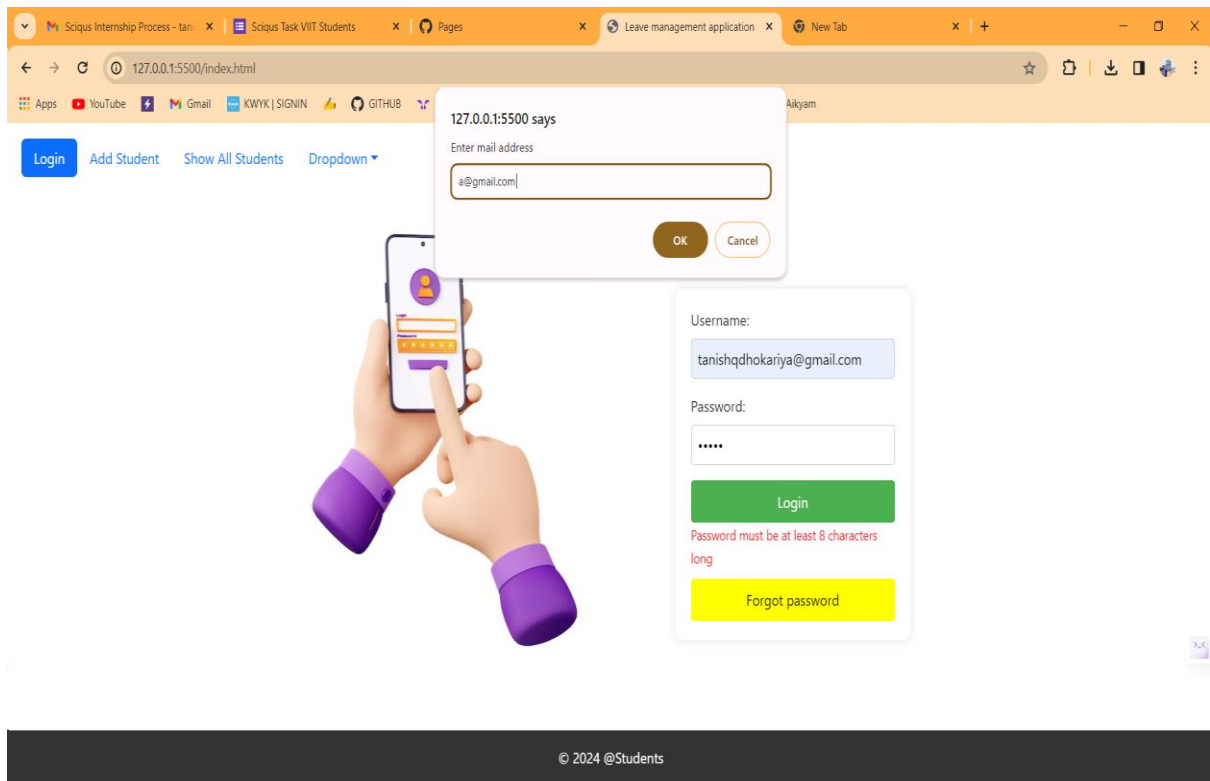 Sciqus Internship Process - tan
Sciqus Task VIIT Students
Pages
Leave management application
New Tab
127.0.0.1:5500/index.html
Apps
YouTube
Gmail
KWYK | SIGNIN
GITHUB
Aikyam
127.0.0.1:5500 says
Enter mail address
a@gmail.com
OK
Cancel
Login
Add Student
Show All Students
Dropdown
Login
Password
Username:
tanishqdhokariya@gmail.com
Password:
•••••
Login
Password must be at least 8 characters
long
Forgot password
© 2024 @Students